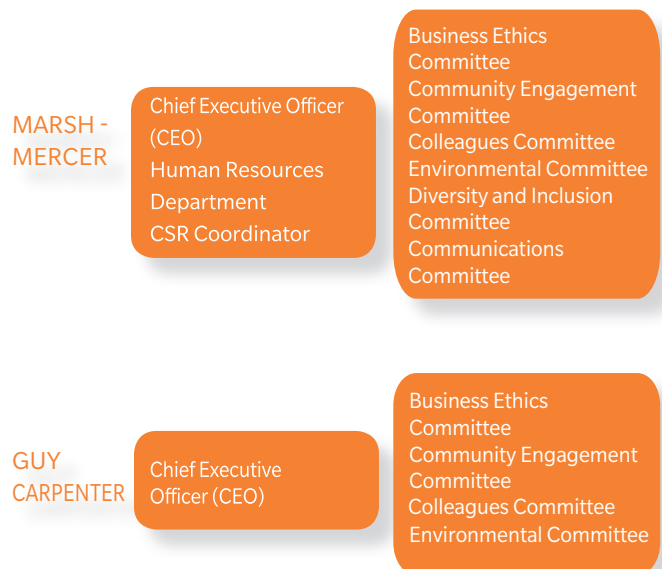 MARSH -
MERCER
Chief Executive Officer
(CEO)
Human Resources
Department
CSR Coordinator
Business Ethics
Committee
Community Engagement
Committee
Colleagues Committee
Environmental Committee
Diversity and Inclusion
Committee
Communications
Committee
GUY
CARPENTER
Chief Executive
Officer (CEO)
Business Ethics
Committee
Community Engagement
Committee
Colleagues Committee
Environmental Committee